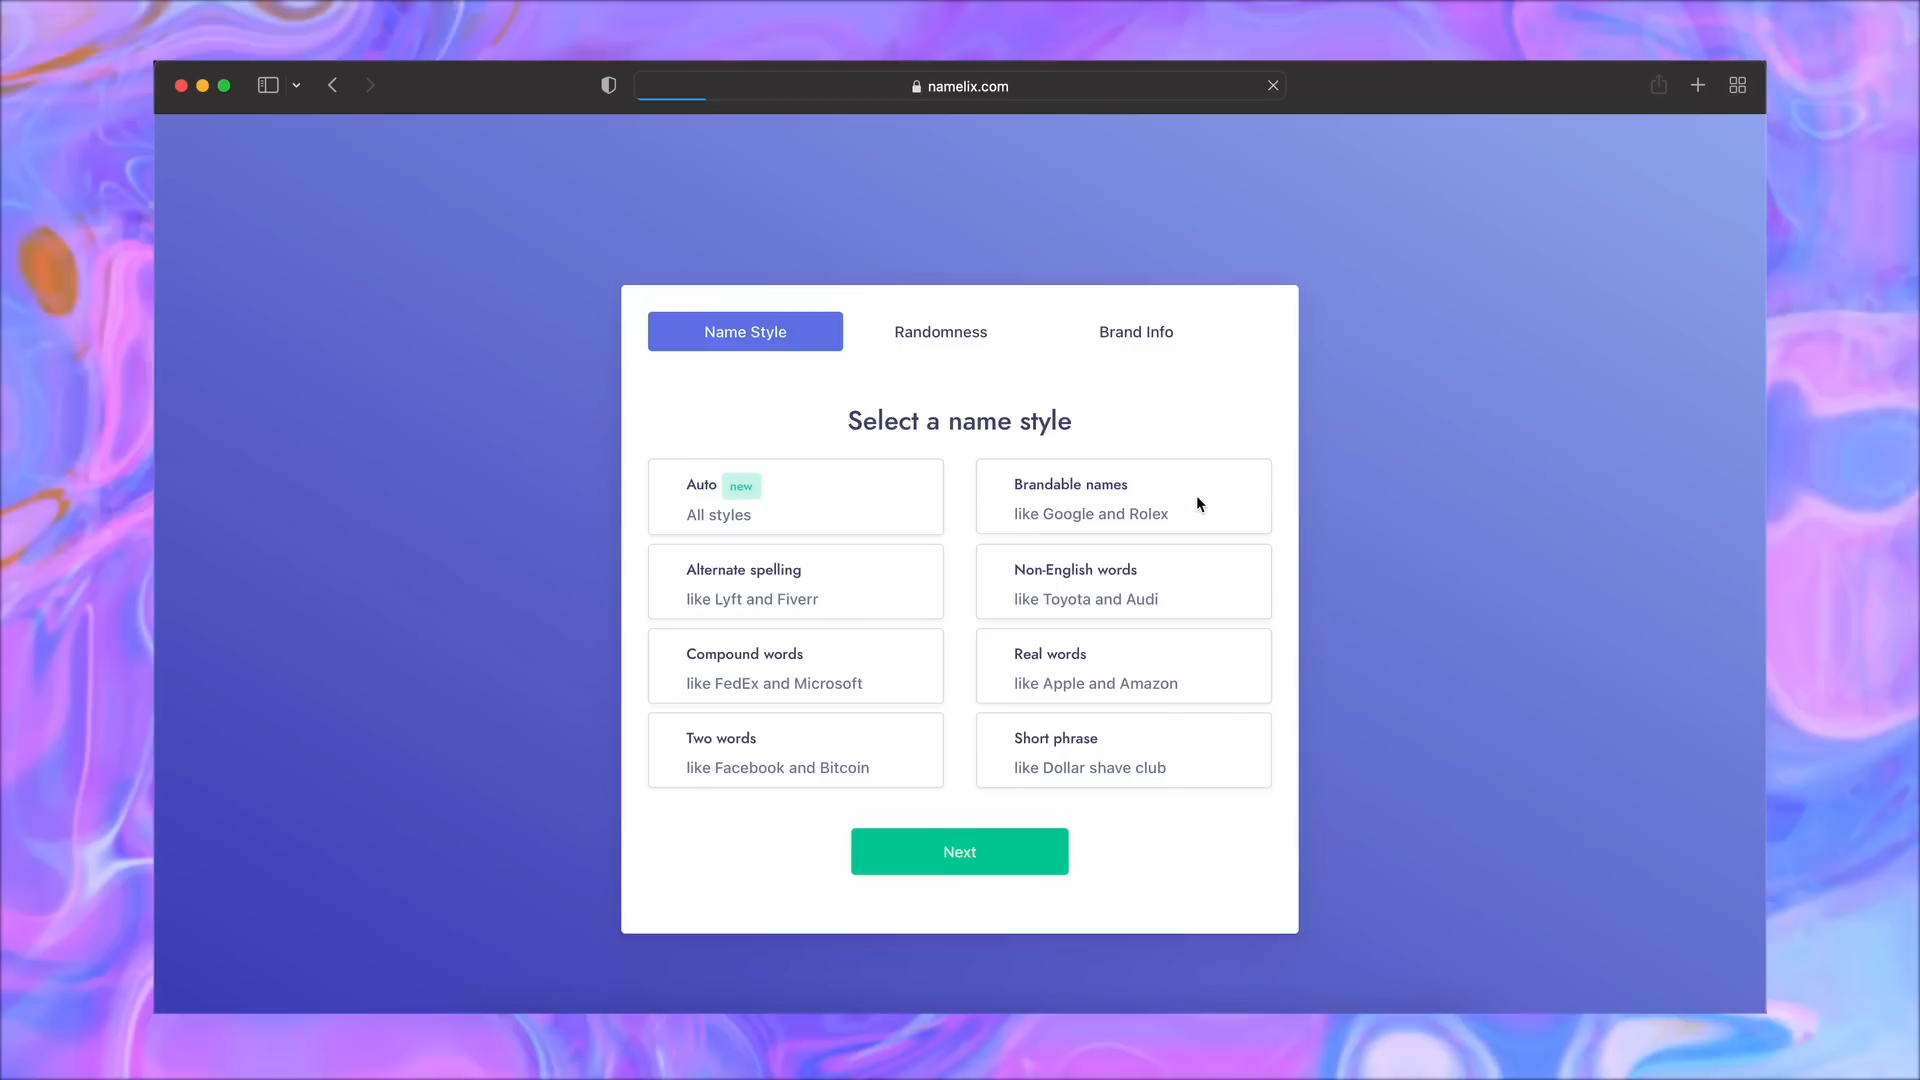 namelix.com
Name Style
Randomness
Brand Info
Select a name style
Auto new
All styles
Brandable names
like Google and Rolex
Alternate spelling
like Lyft and Fiverr
Non-English words
like Toyota and Audi
Compound words
like FedEx and Microsoft
Real words
like Apple and Amazon
Two words
like Facebook and Bitcoin
Short phrase
like Dollar shave club
Next